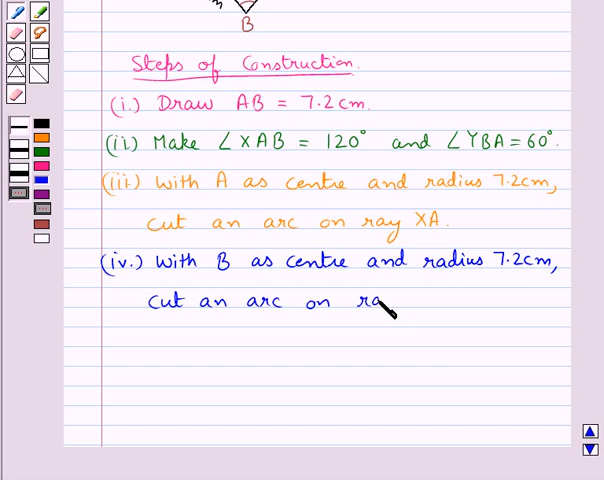 B
Steps of Construction.
(i.) Draw AB = 7.2cm.
(ii.) Make ∠XAB = 120° and ∠YBA = 60°.
(iii.) With A as centre and radius 7.2cm,
Cut an arc on ray XA.
(iv.) With B as centre and radius 7.2cm,
Cut an arc on ra